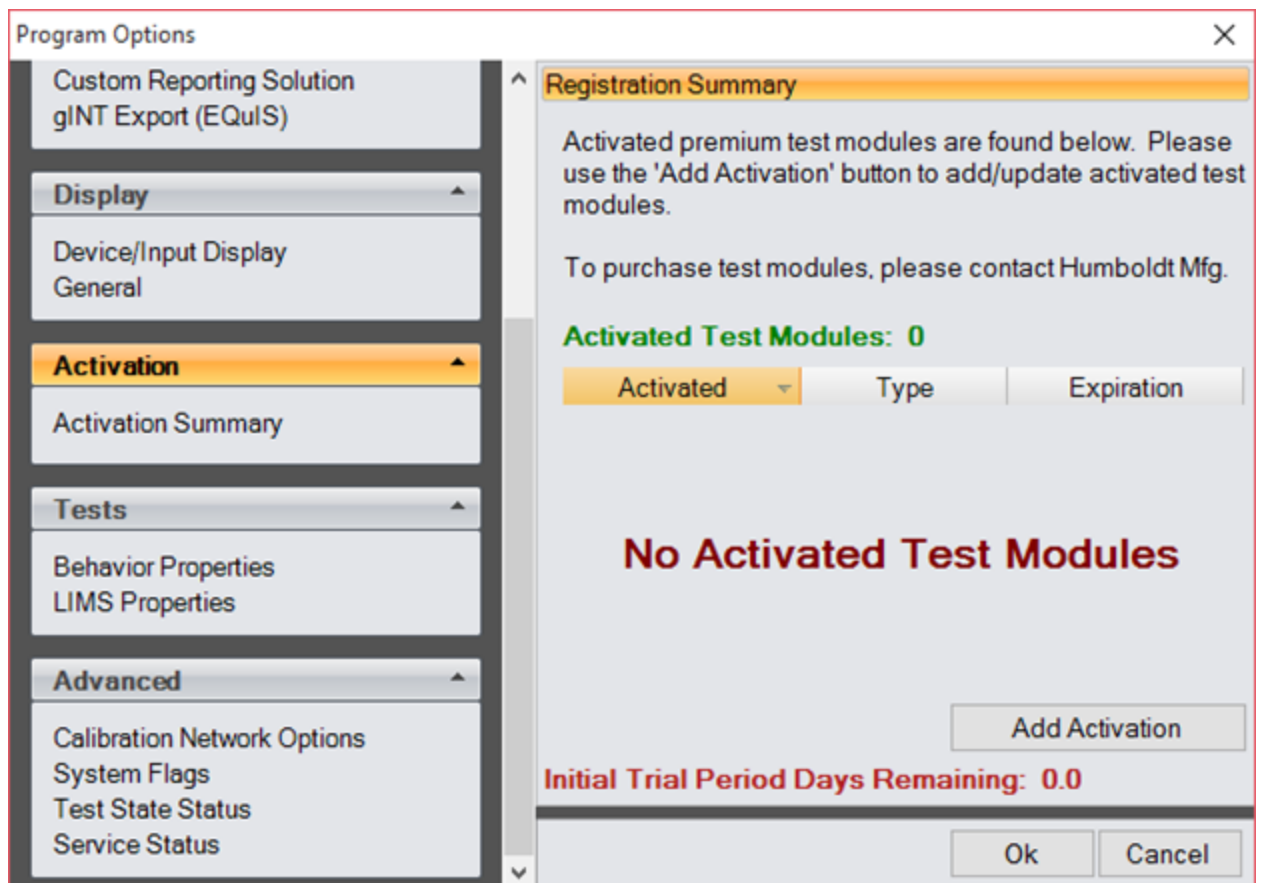 Program Options
Custom Reporting Solution
gINT Export (EQuIS)
Display
Device/Input Display
General
Activation
Activation Summary
Tests
Behavior Properties
LIMS Properties
Advanced
Calibration Network Options
System Flags
Test State Status
Service Status
Registration Summary
Activated premium test modules are found below. Please
use the 'Add Activation' button to add/update activated test
modules.
To purchase test modules, please contact Humboldt Mfg.
Activated Test Modules: 0
Activated Type Expiration
No Activated Test Modules
Add Activation
Initial Trial Period Days Remaining: 0.0
Ok Cancel